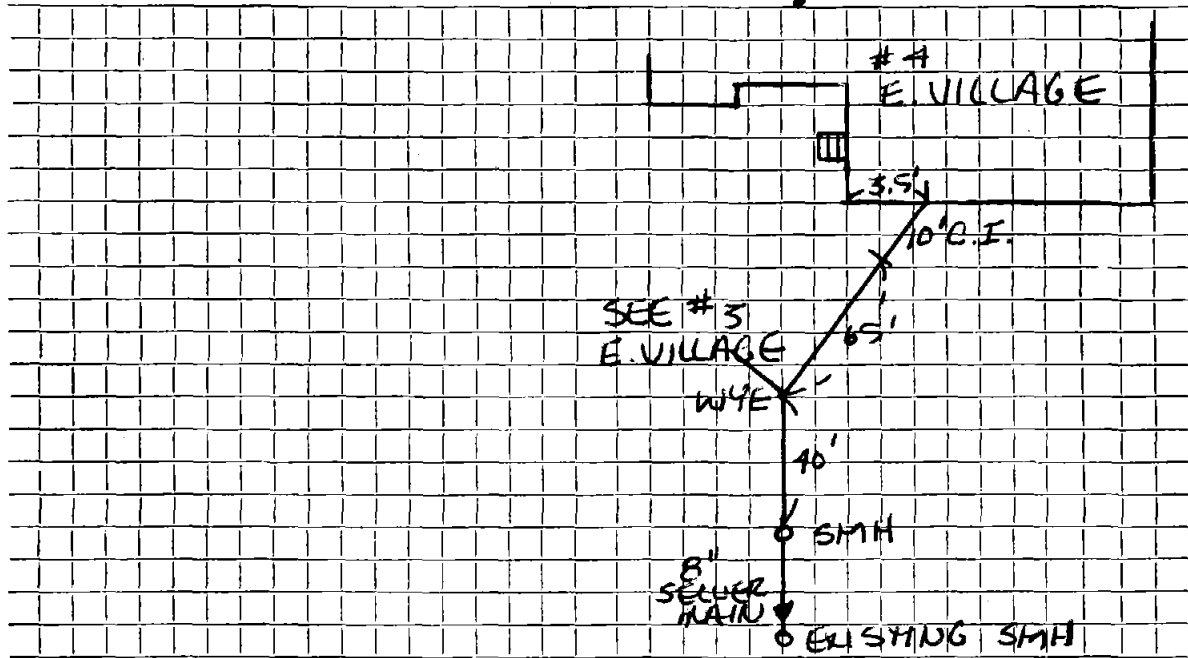 # 4
E. VILLAGE
3.5'
10' C.I.
65'
SEE # 3
E. VILLAGE
WYE
40'
SMH
8"
SEWER
MAIN
EXISTING SMH